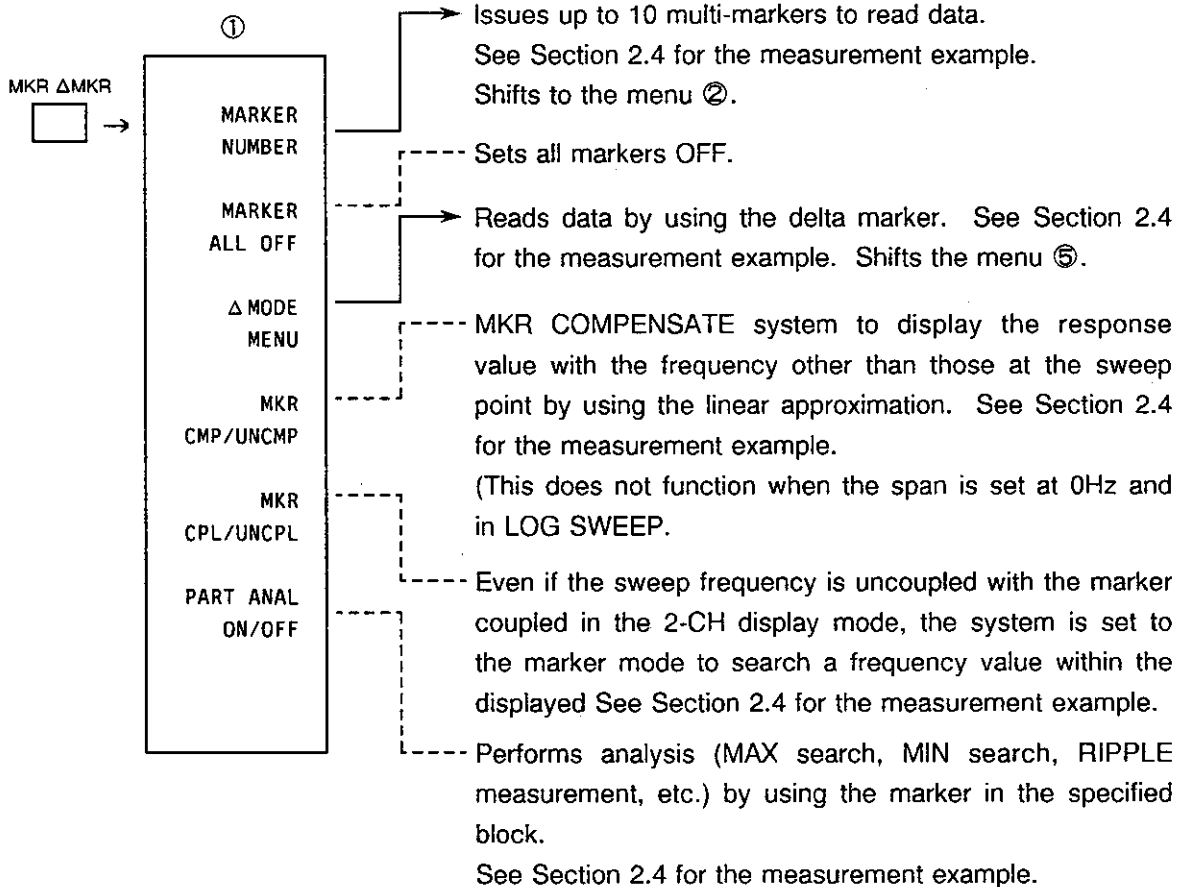 ①
MKR ΔMKR
→
MARKER
NUMBER
MARKER
ALL OFF
Δ MODE
MENU
MKR
CMP/UNCMP
MKR
CPL/UNCPL
PART ANAL
ON/OFF
Issues up to 10 multi-markers to read data.
See Section 2.4 for the measurement example.
Shifts to the menu ②.
Sets all markers OFF.
Reads data by using the delta marker. See Section 2.4
for the measurement example. Shifts the menu ⑤.
MKR COMPENSATE system to display the response
value with the frequency other than those at the sweep
point by using the linear approximation. See Section 2.4
for the measurement example.
(This does not function when the span is set at 0Hz and
in LOG SWEEP.
Even if the sweep frequency is uncoupled with the marker
coupled in the 2-CH display mode, the system is set to
the marker mode to search a frequency value within the
displayed See Section 2.4 for the measurement example.
Performs analysis (MAX search, MIN search, RIPPLE
measurement, etc.) by using the marker in the specified
block.
See Section 2.4 for the measurement example.